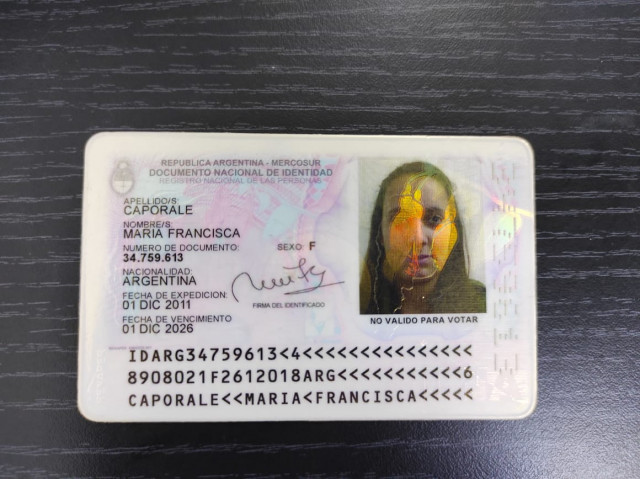 REPUBLICA ARGENTINA - MERCOSUR
DOCUMENTO NACIONAL DE IDENTIDAD
REGISTRO NACIONAL DE LAS PERSONAS
APELLIDO/S:
CAPORALE
NOMBRE/S:
MARIA FRANCISCA
NUMERO DE DOCUMENTO:
34.759.613
SEXO: F
NACIONALIDAD:
ARGENTINA
FECHA DE EXPEDICION:
01 DIC 2011
FIRMA DEL IDENTIFICADO
FECHA DE VENCIMIENTO
01 DIC 2026
NO VALIDO PARA VOTAR
IDARG34759613<4<<<<<<<<<<<<<<<
8908021F2612018ARG<<<<<<<<<<<6
CAPORALE<<MARIA<FRANCISCA<<<<<